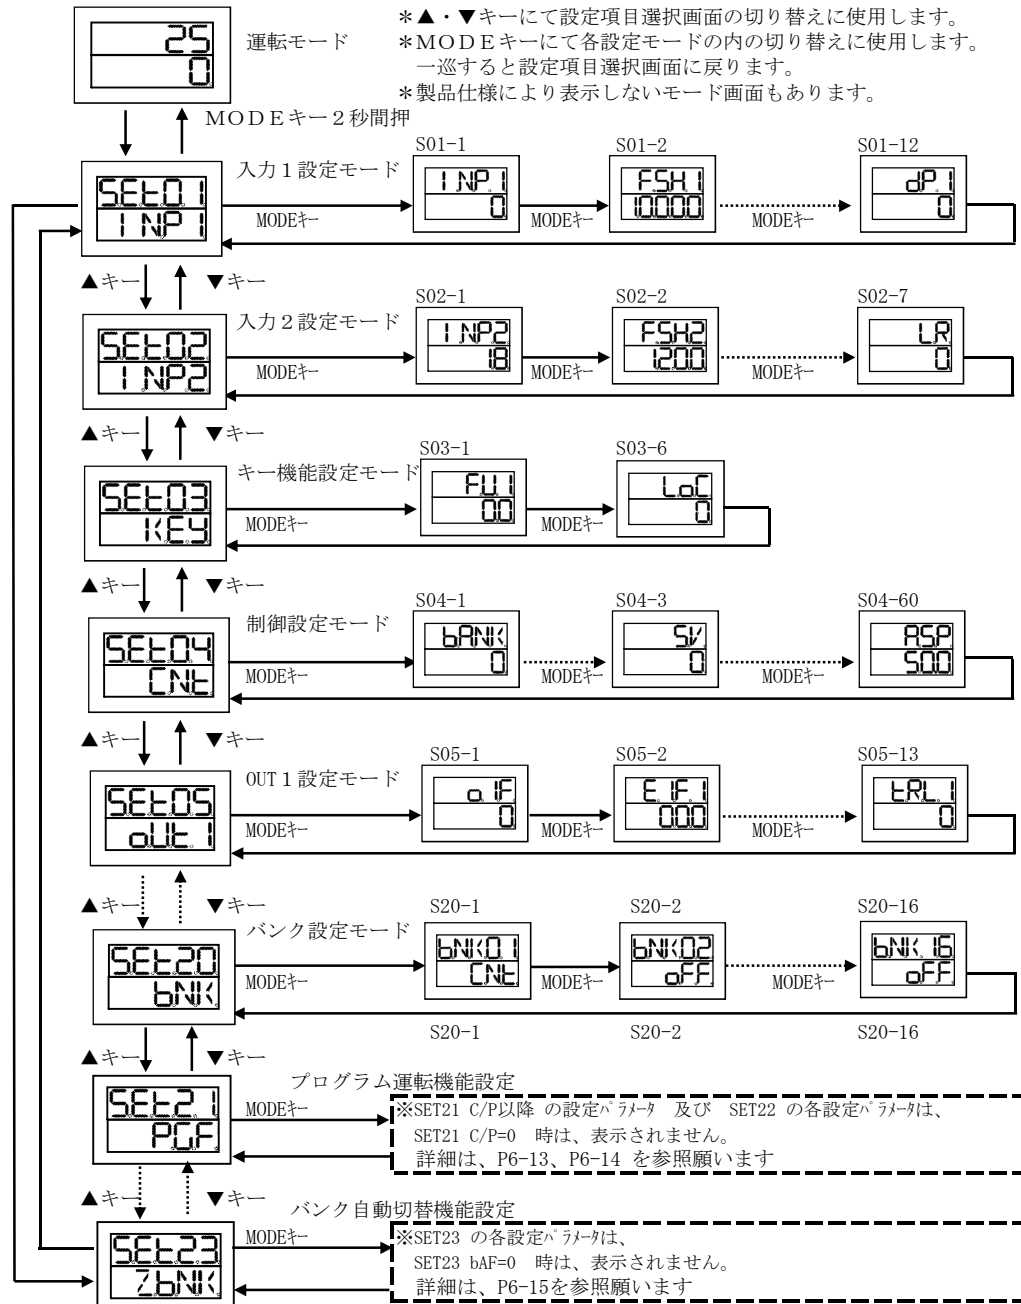 ＊▲・▼キーにて設定項目選択画面の切り替えに使用します。
25
0
運転モード
＊ＭＯＤＥキーにて各設定モードの内の切り替えに使用します。
一巡すると設定項目選択画面に戻ります。
＊製品仕様により表示しないモード画面もあります。
ＭＯＤＥキー２秒間押
S01-1
S01-2
S01-12
入力１設定モード
SEt01
INP1
MODEｷｰ
INP.1
0
MODEｷｰ
FSH.1
1000.0
MODEｷｰ
dP1
0.
▲キー
▼キー
S02-1
S02-2
S02-7
入力２設定モード
SEt02
INP2
MODEｷｰ
INP2
18
MODEｷｰ
FSH2
1200
MODEｷｰ
LR
0.
▲キー
▼キー
S03-1
S03-6
キー機能設定モード
SEt03
KEY
MODEｷｰ
FU.1
00
MODEｷｰ
LoC
0.
▲キー
▼キー
S04-1
S04-3
S04-60
制御設定モード
SEt04
CNt
MODEｷｰ
bANK
0
MODEｷｰ
SV
0.
MODEｷｰ
ASP
50.0
▲キー
▼キー
S05-1
S05-2
S05-13
OUT１設定モード
SEt05
oUt1
MODEｷｰ
o.1F
0
MODEｷｰ
E.1F.1
000
MODEｷｰ
tRL.1
0
▲キー
▼キー
S20-1
S20-2
S20-16
バンク設定モード
SEt20
bNK
MODEｷｰ
bNK0.1
CNt
MODEｷｰ
bNK02
oFF
MODEｷｰ
bNK.16
oFF
S20-1
S20-2
S20-16
▲キー
▼キー
プログラム運転機能設定
SEt21
PGF
MODEｷｰ
※SET21 C/P以降 の設定ﾊﾟﾗﾒｰﾀ 及び SET22 の各設定ﾊﾟﾗﾒｰﾀは、
SET21 C/P=0 時は、表示されません。
詳細は、P6-13、P6-14 を参照願います
▲キー
▼キー
バンク自動切替機能設定
SEt23
ZbNK
MODEｷｰ
※SET23 の各設定ﾊﾟﾗﾒｰﾀは、
SET23 bAF=0 時は、表示されません。
詳細は、P6-15を参照願います